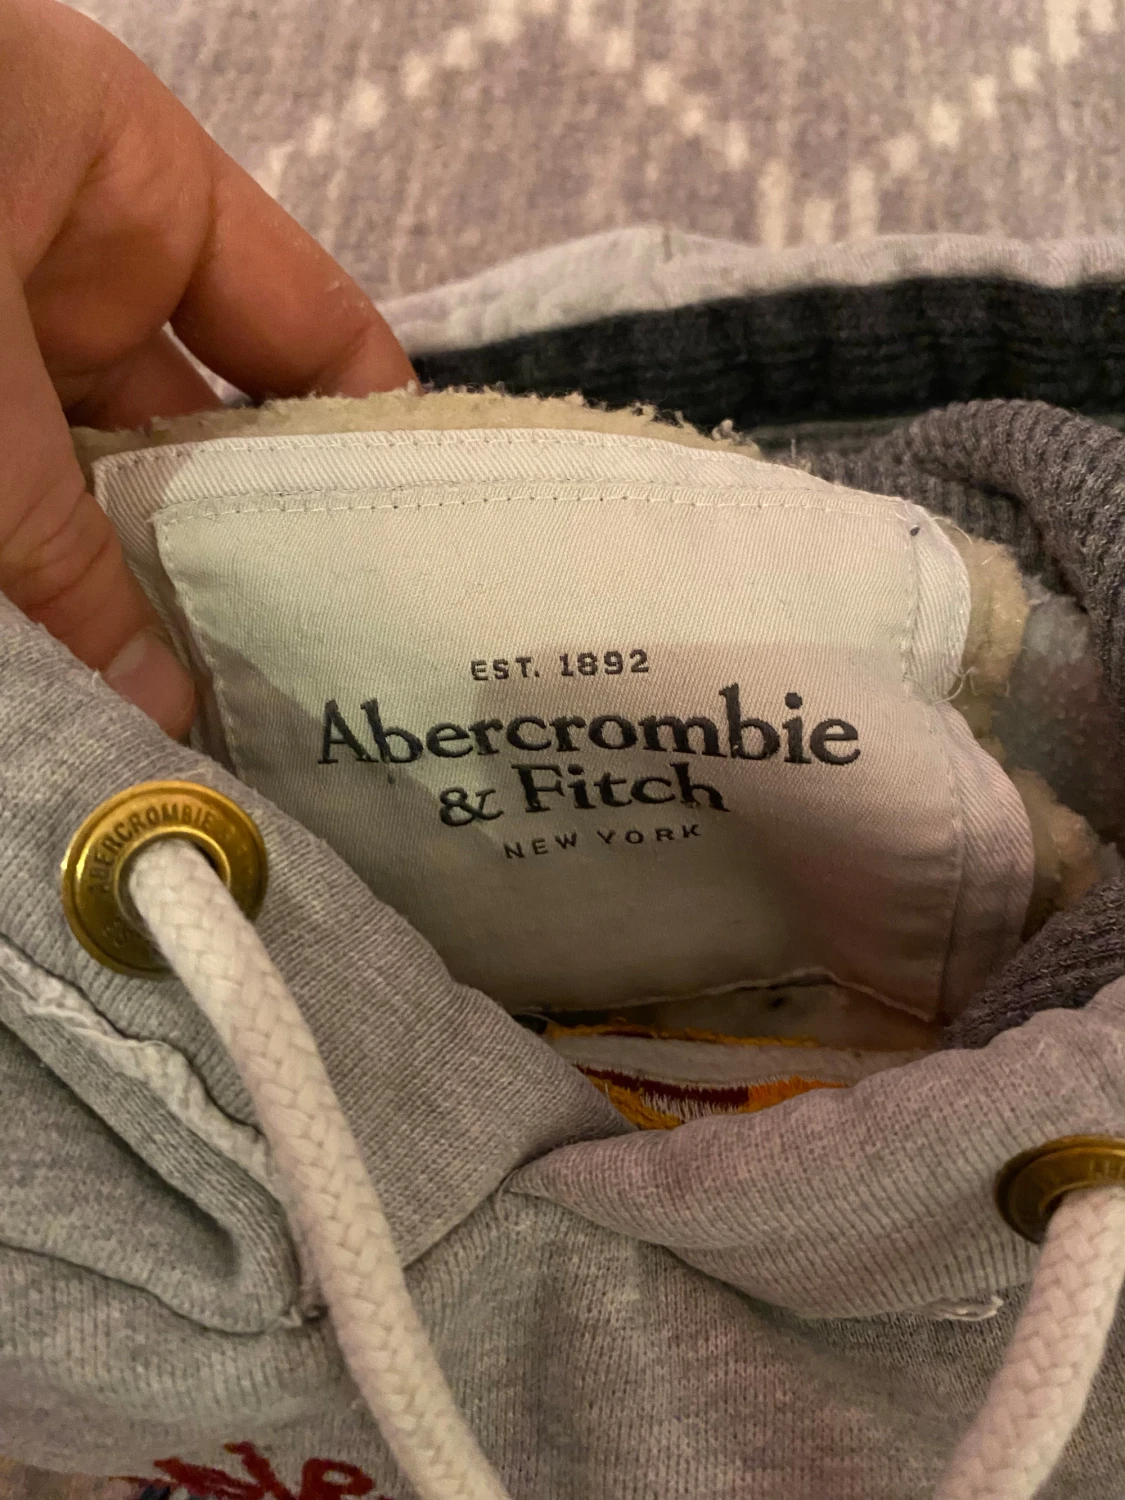 EST. 1892
Abercrombie
& Fitch
NEW YORK
ABERCROMBIE